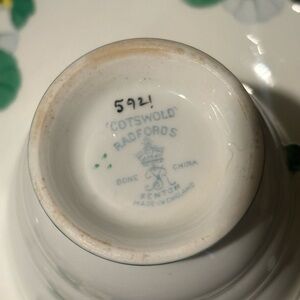 5921
'COTSWOLD'
RADFORDS
BONE CHINA
FENTON
MADE IN ENGLAND